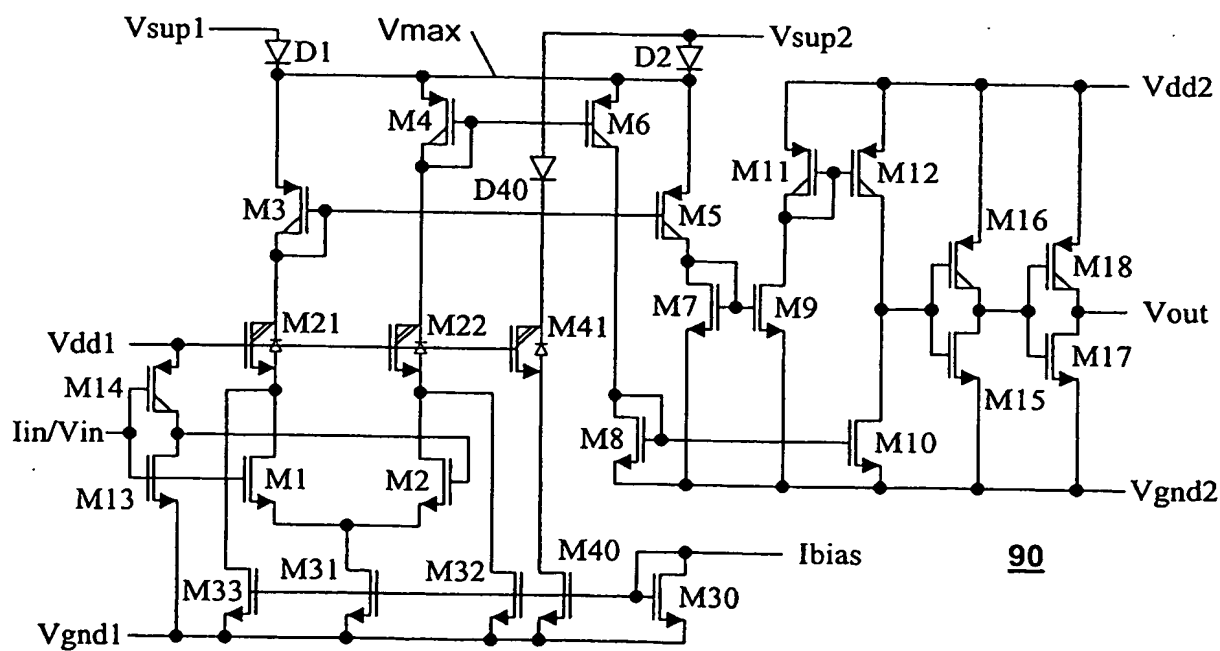 Vsup1
Vmax
Vsup2
D1
D2
Vdd2
M4
M6
M11
M12
D40
M3
M5
M16
M18
M7
M9
Vout
M21
M22
M41
Vdd1
M17
M14
M15
Iin/Vin
M8
M10
M1
M2
M13
Vgnd2
M40
Ibias
90
M33
M31
M32
M30
Vgnd1